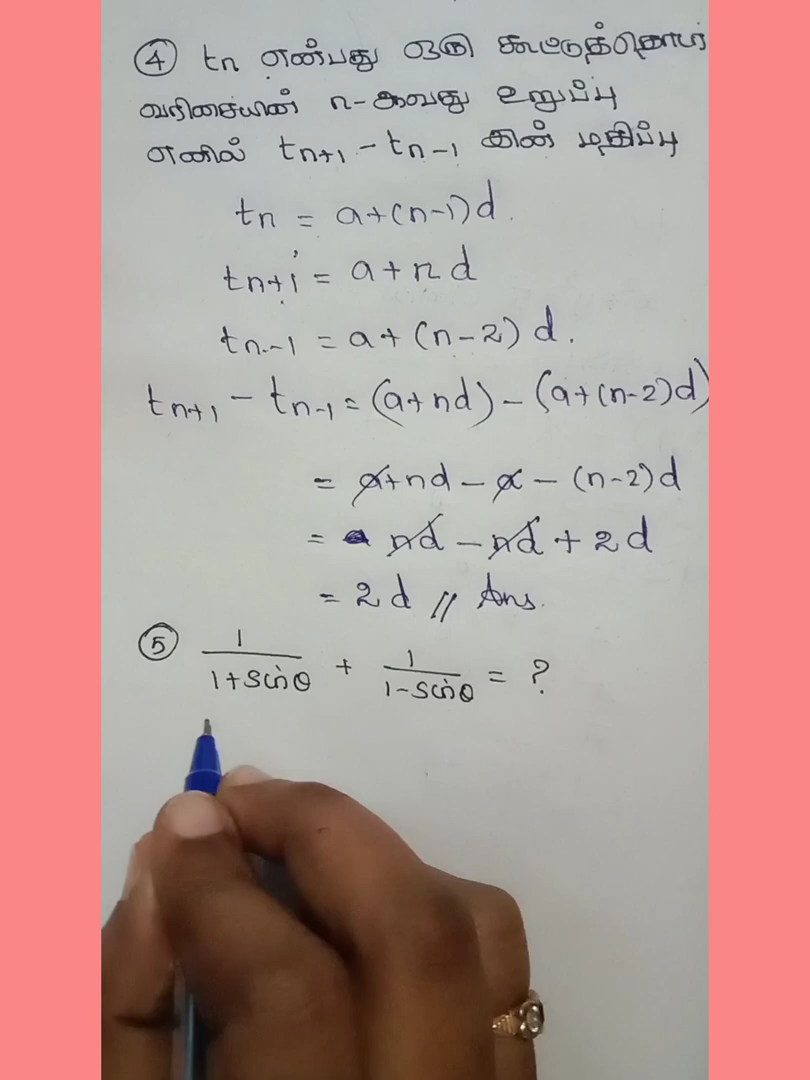 ④ tn என்பது ஒரு கூட்டுத்தொடர்
வரிசையின் n-ஆவது உறுப்பு
எனில் tn+1 - tn-1 இன் மதிப்பு
tn = a+(n-1)d.
tn+1 = a+nd
tn-1 = a+(n-2)d.
tn+1 - tn-1 = (a+nd) - (a+(n-2)d)
= a+nd - a - (n-2)d
= nd - nd + 2d
= 2d // Ans.
⑤ 1/(1+sinθ) + 1/(1-sinθ) = ?